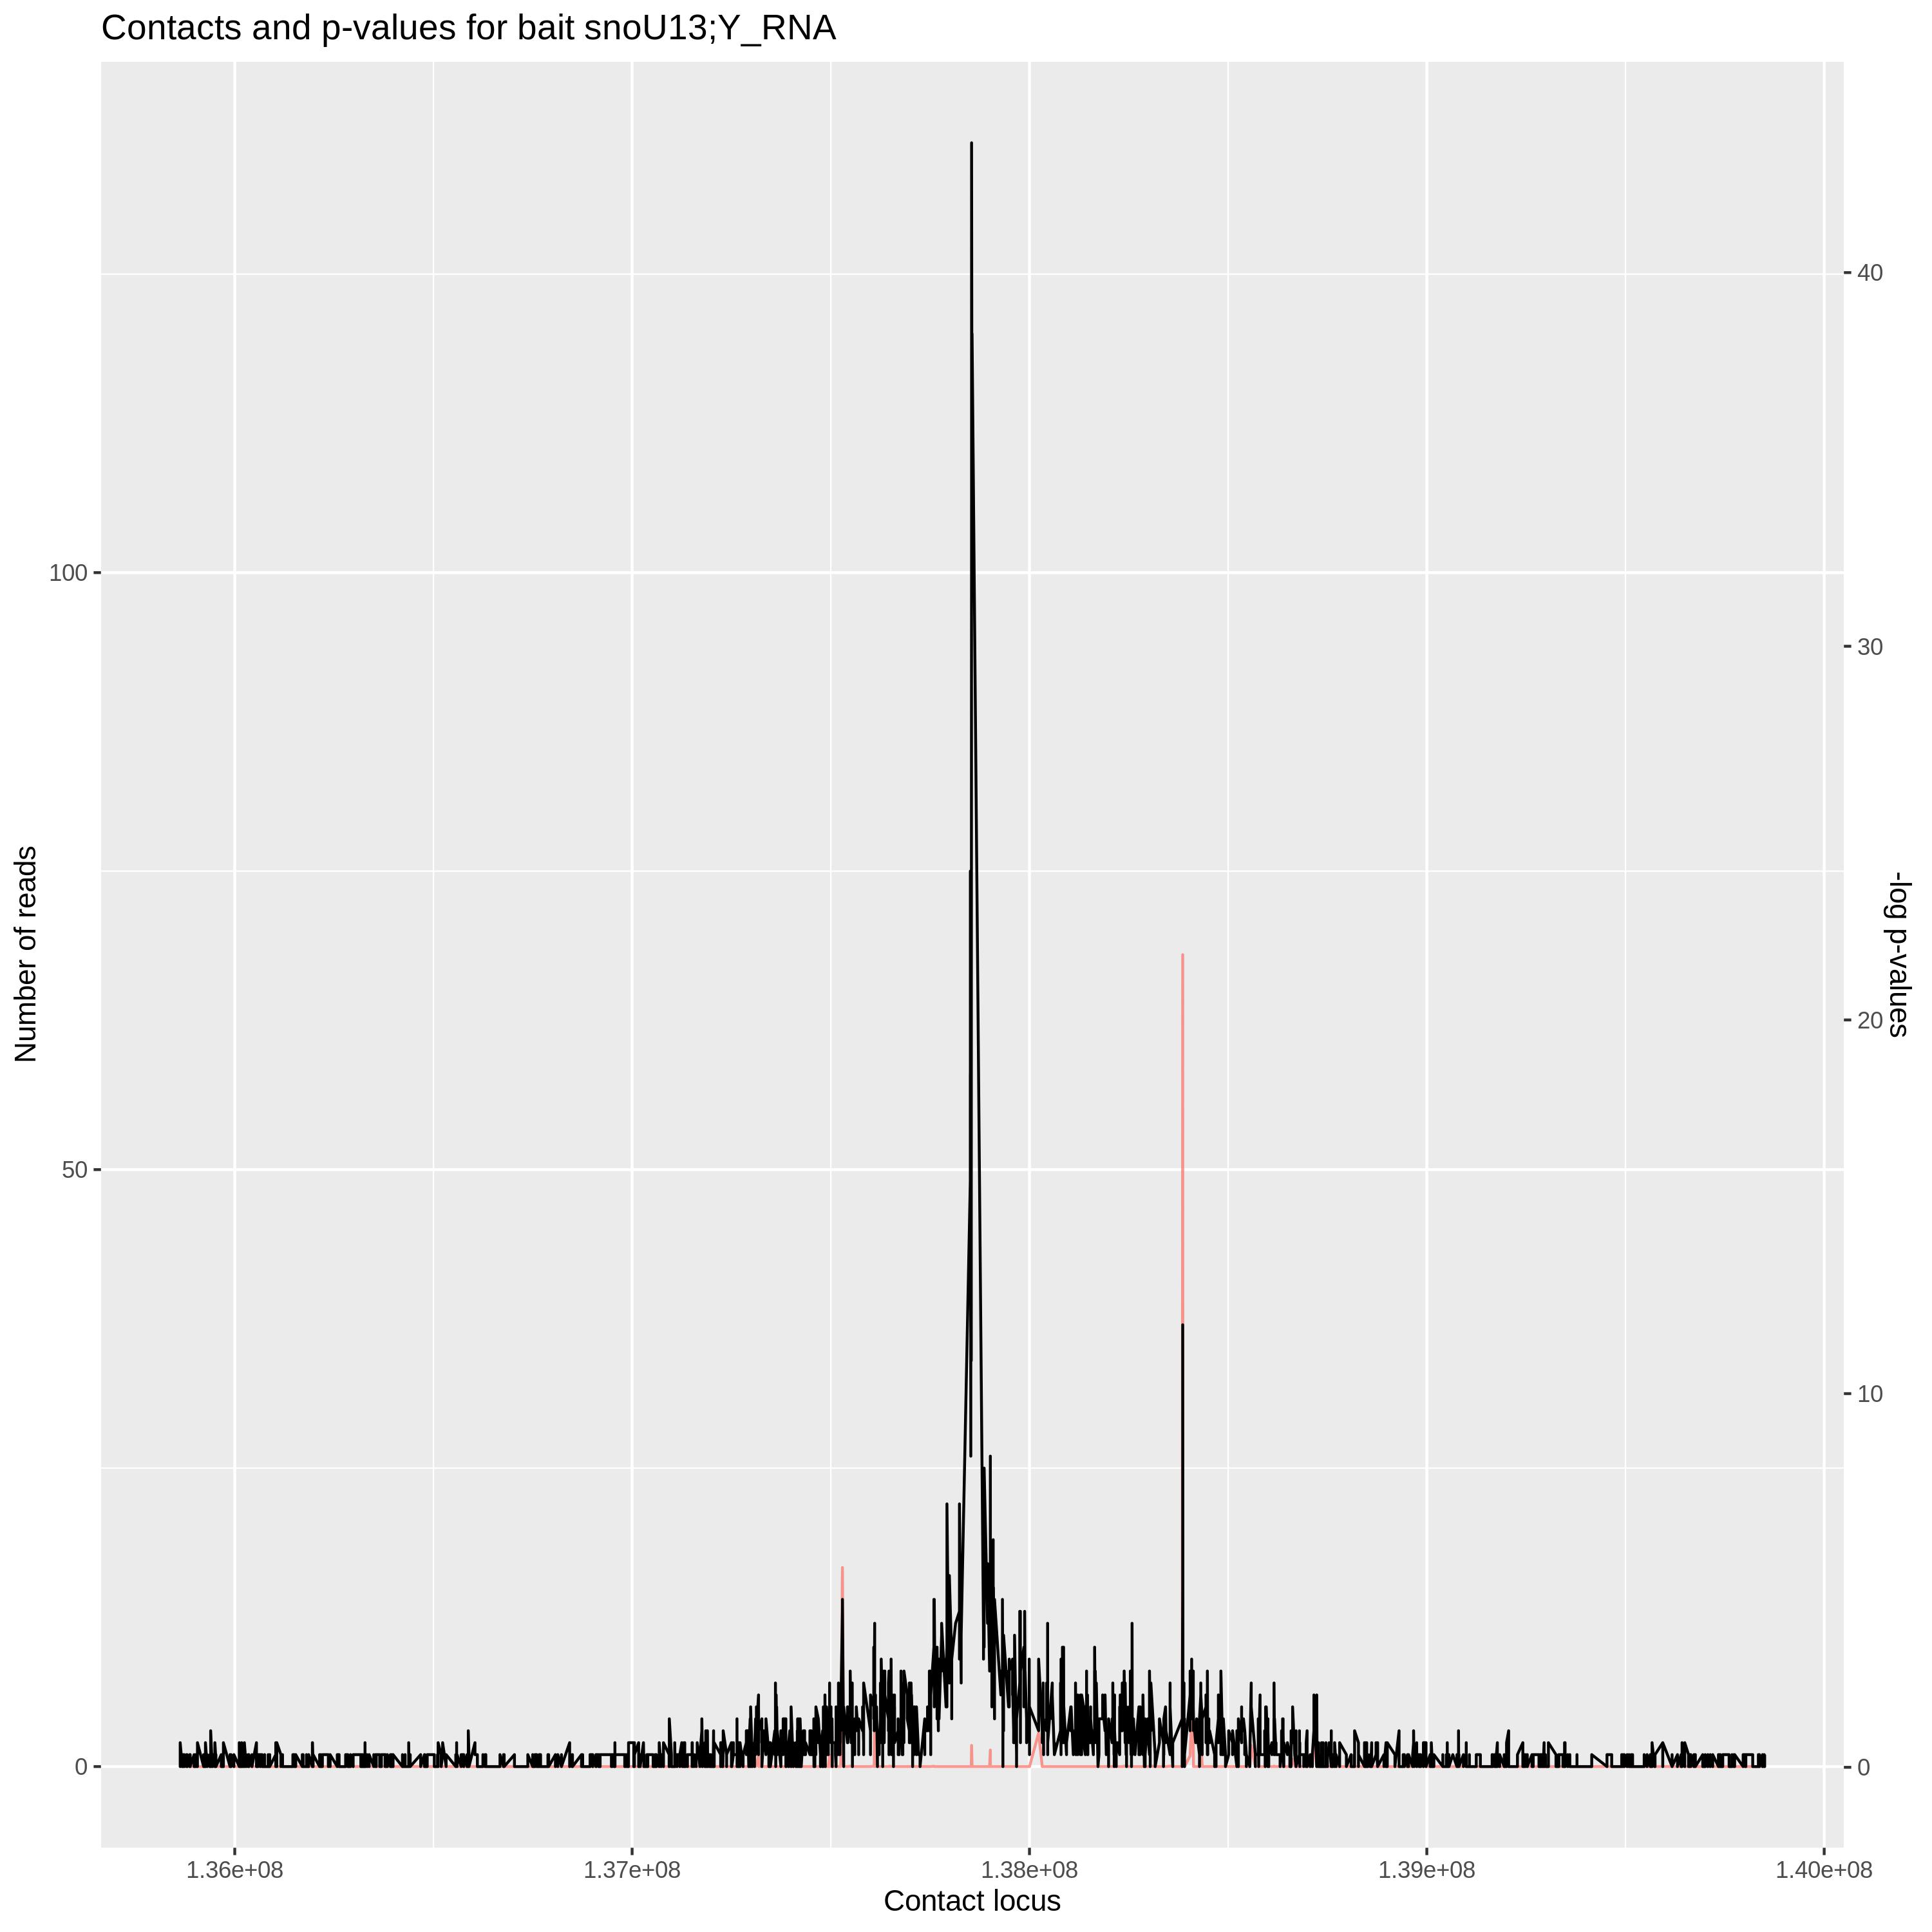 Contacts and p-values for bait snoU13;Y_RNA
Number of reads
100
50
0
40
30
20
10
0
-log p-values
1.36e+08
1.37e+08
1.38e+08
1.39e+08
1.40e+08
Contact locus